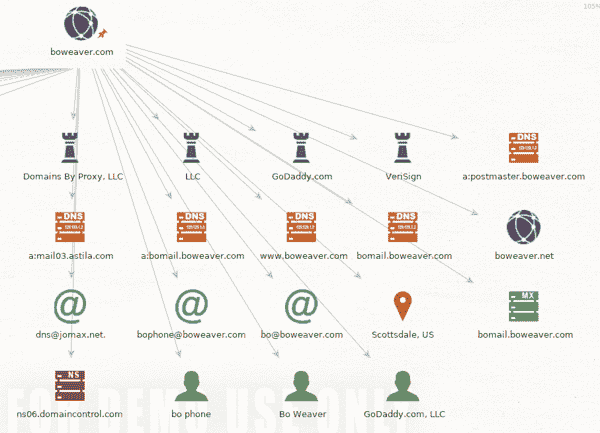 105%
boweaver.com
Domains By Proxy, LLC
LLC
GoDaddy.com
VeriSign
a:postmaster.boweaver.com
DNS
DNS
DNS
DNS
DNS
a:mail03.astila.com
a:bomail.boweaver.com
www.boweaver.com
bomail.boweaver.com
boweaver.net
@
@
@
MX
dns@jomax.net.
bophone@boweaver.com
bo@boweaver.com
Scottsdale, US
bomail.boweaver.com
NS
ns06.domaincontrol.com
bo phone
Bo Weaver
GoDaddy.com, LLC
FOR DEMO USE ONLY